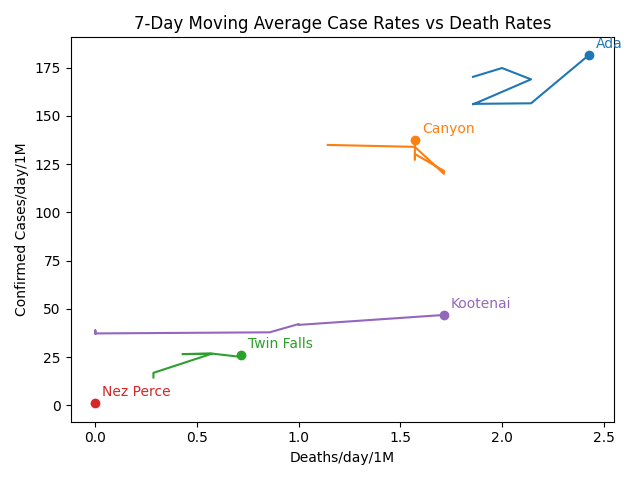 7-Day Moving Average Case Rates vs Death Rates
Ada
175
150
Canyon
125
100
75
Kootenai
50
Twin Falls
25
Nez Perce
0
0.0 0.5 1.0 1.5 2.0 2.5
Deaths/day/1M
Confirmed Cases/day/1M